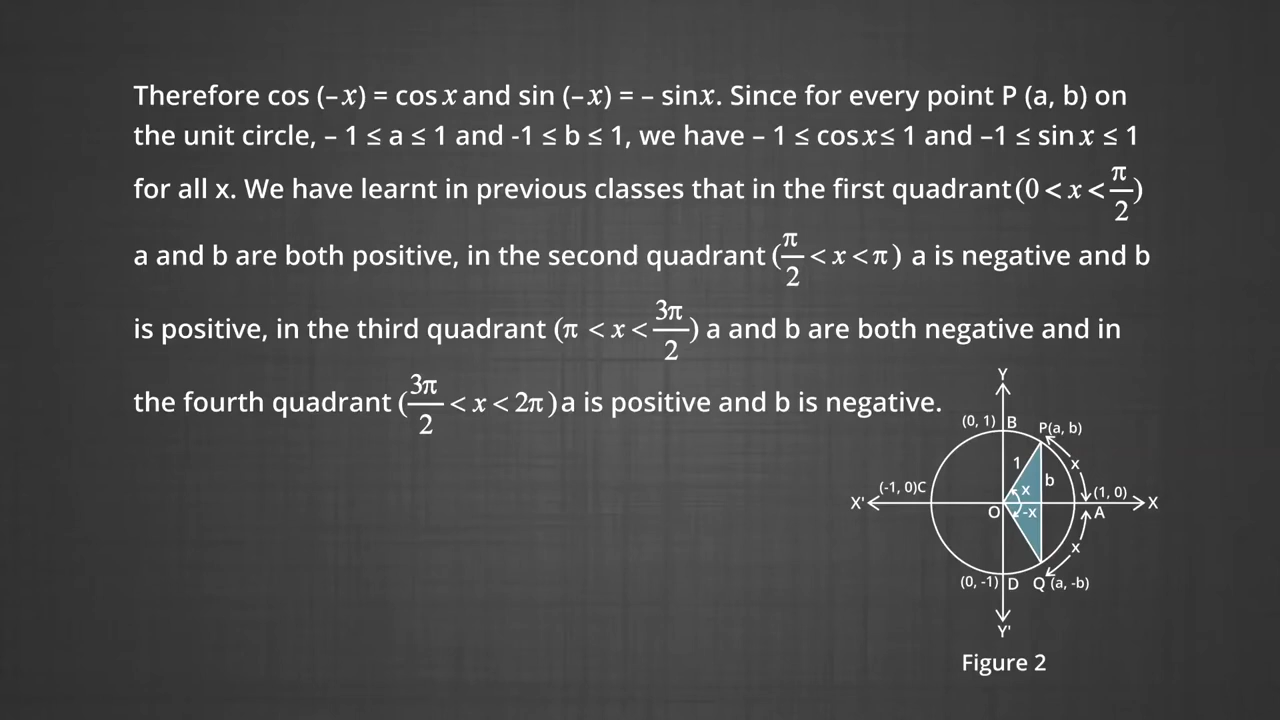 Therefore cos (– x) = cos x and sin (– x) = – sinx. Since for every point P (a, b) on
the unit circle, – 1 ≤ a ≤ 1 and -1 ≤ b ≤ 1, we have – 1 ≤ cos x ≤ 1 and –1 ≤ sin x ≤ 1
for all x. We have learnt in previous classes that in the first quadrant (0 < x < π/2)
a and b are both positive, in the second quadrant (π/2 < x < π) a is negative and b
is positive, in the third quadrant (π < x < 3π/2) a and b are both negative and in
the fourth quadrant (3π/2 < x < 2π) a is positive and b is negative.
Y
(0, 1) B P(a, b)
1 x
b
(-1, 0)C x (1, 0)
X' X
O -x A
x
(0, -1) D Q (a, -b)
Y'
Figure 2